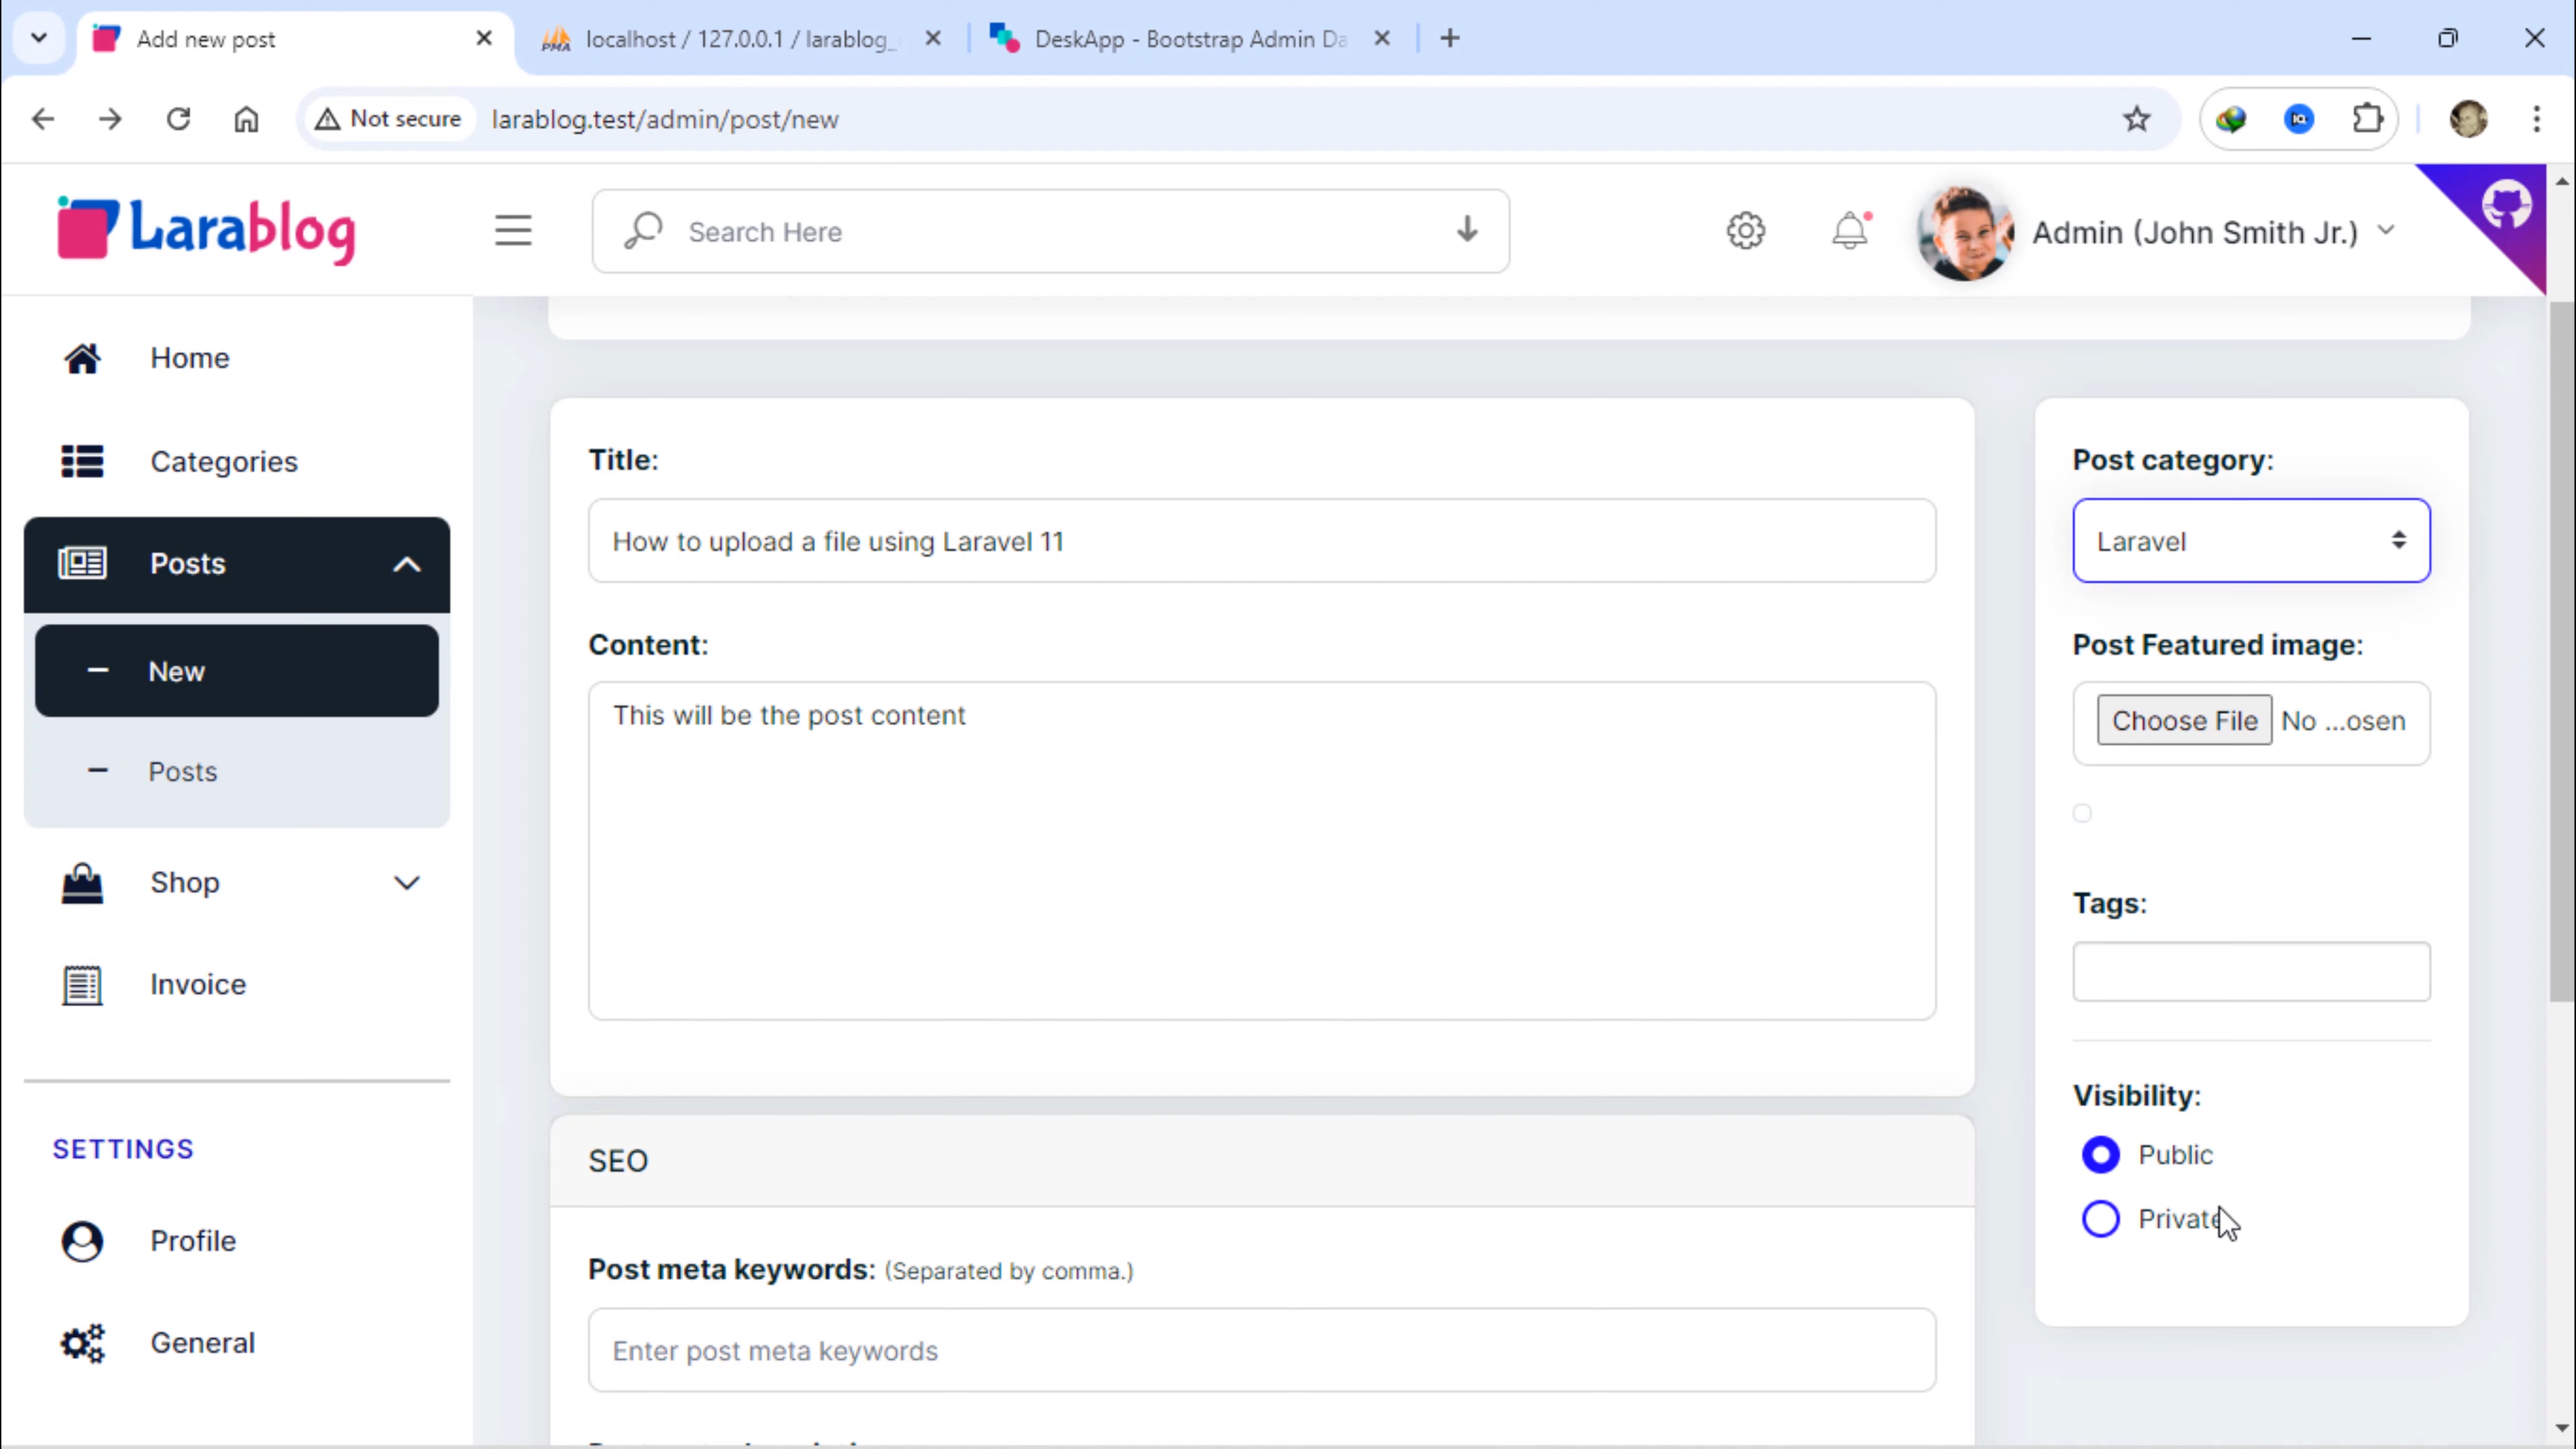 Add new post
localhost / 127.0.0.1 / larablog_
DeskApp - Bootstrap Admin Da
Not secure
larablog.test/admin/post/new
Larablog
Search Here
Admin (John Smith Jr.)
Home
Categories
Posts
New
Posts
Shop
Invoice
SETTINGS
Profile
General
Title:
How to upload a file using Laravel 11
Content:
This will be the post content
SEO
Post meta keywords: (Separated by comma.)
Enter post meta keywords
Post category:
Laravel
Post Featured image:
Choose File No ...osen
Tags:
Visibility:
Public
Private